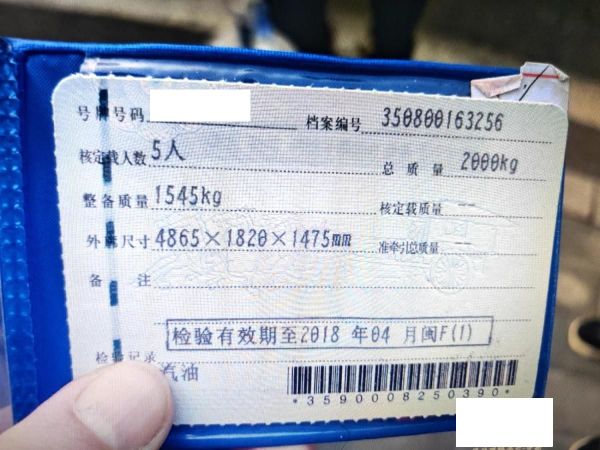 号牌号码 档案编号 350800163256
核定载人数 5人 总质量 2000kg
整备质量 1545kg 核定载质量 --
外廓尺寸 4865×1820×1475mm 准牵引总质量 --
备注
检验有效期至2018年04月闽F(1)
检验记录
汽油
*3590008250390*